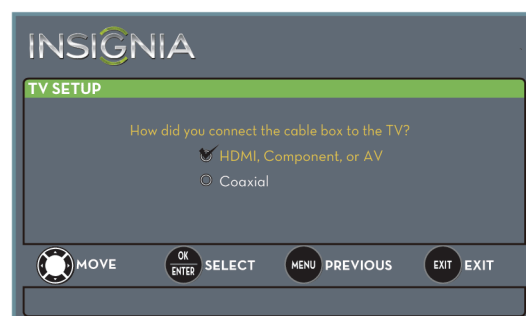 INSIGNIA
TV SETUP
How did you connect the cable box to the TV?
HDMI, Component, or AV
Coaxial
MOVE OK ENTER SELECT MENU PREVIOUS EXIT EXIT